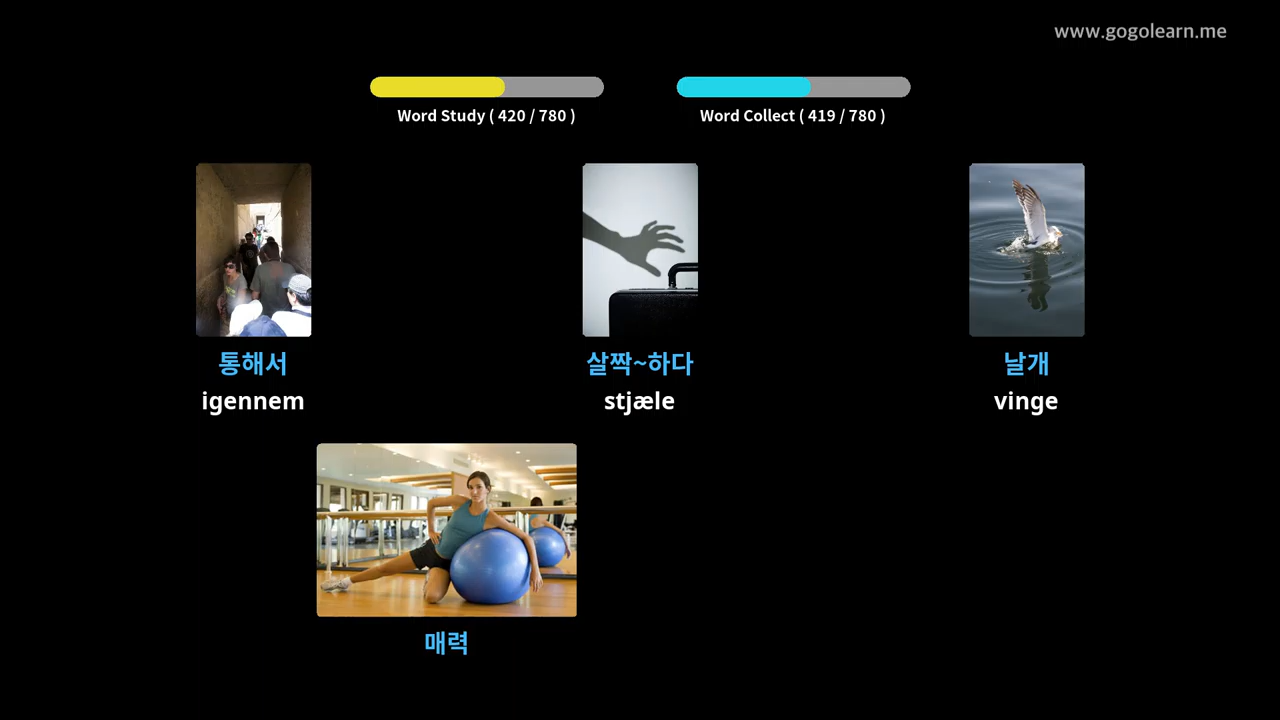 www.gogolearn.me
Word Study ( 420 / 780 )
Word Collect ( 419 / 780 )
통해서
살짝~하다
날개
igennem
stjæle
vinge
매력